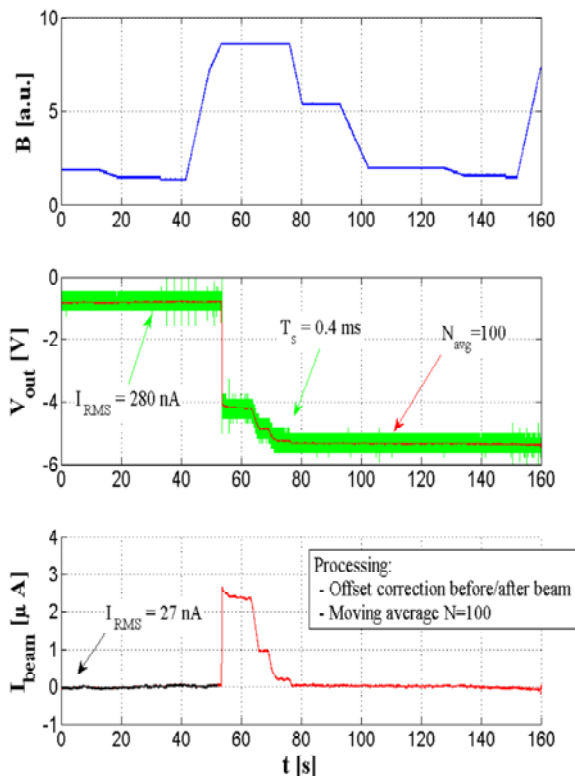 10
5
0
B [a.u.]
0 20 40 60 80 100 120 140 160
0
-2
-4
-6
V_out [V]
T_s = 0.4 ms
N_avg=100
I_RMS = 280 nA
0 20 40 60 80 100 120 140 160
4
3
2
1
0
-1
I_beam [μ A]
I_RMS = 27 nA
Processing:
- Offset correction before/after beam
- Moving average N=100
0 20 40 60 80 100 120 140 160
t [s]